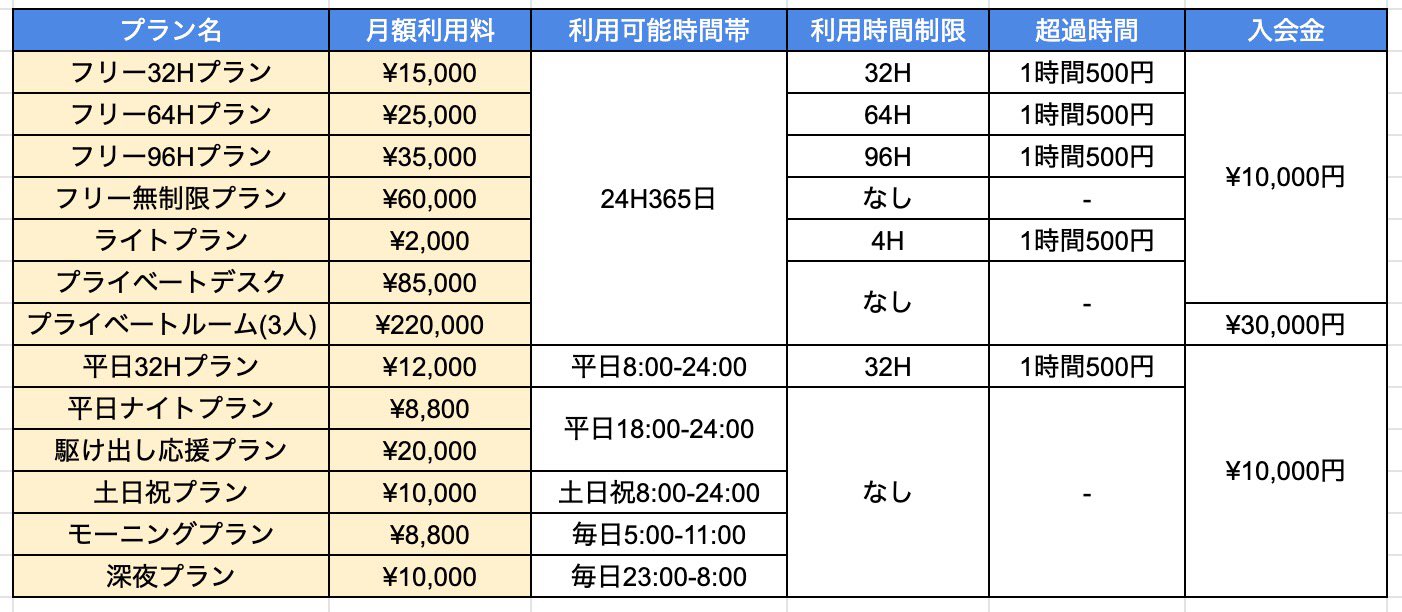 プラン名 月額利用料 利用可能時間帯 利用時間制限 超過時間 入会金
フリー32Hプラン ¥15,000 24H365日 32H 1時間500円 ¥10,000円
フリー64Hプラン ¥25,000 64H 1時間500円
フリー96Hプラン ¥35,000 96H 1時間500円
フリー無制限プラン ¥60,000 なし -
ライトプラン ¥2,000 4H 1時間500円
プライベートデスク ¥85,000 なし -
プライベートルーム(3人) ¥220,000 ¥30,000円
平日32Hプラン ¥12,000 平日8:00-24:00 32H 1時間500円 ¥10,000円
平日ナイトプラン ¥8,800 平日18:00-24:00 なし -
駆け出し応援プラン ¥20,000
土日祝プラン ¥10,000 土日祝8:00-24:00
モーニングプラン ¥8,800 毎日5:00-11:00
深夜プラン ¥10,000 毎日23:00-8:00